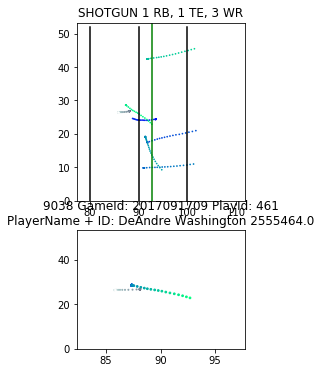 SHOTGUN 1 RB, 1 TE, 3 WR
50
40
30
20
10
0
80 90 100 110
9038 GameId: 2017091709 PlayId: 461
PlayerName + ID: DeAndre Washington 2555464.0
40
20
0
85 90 95